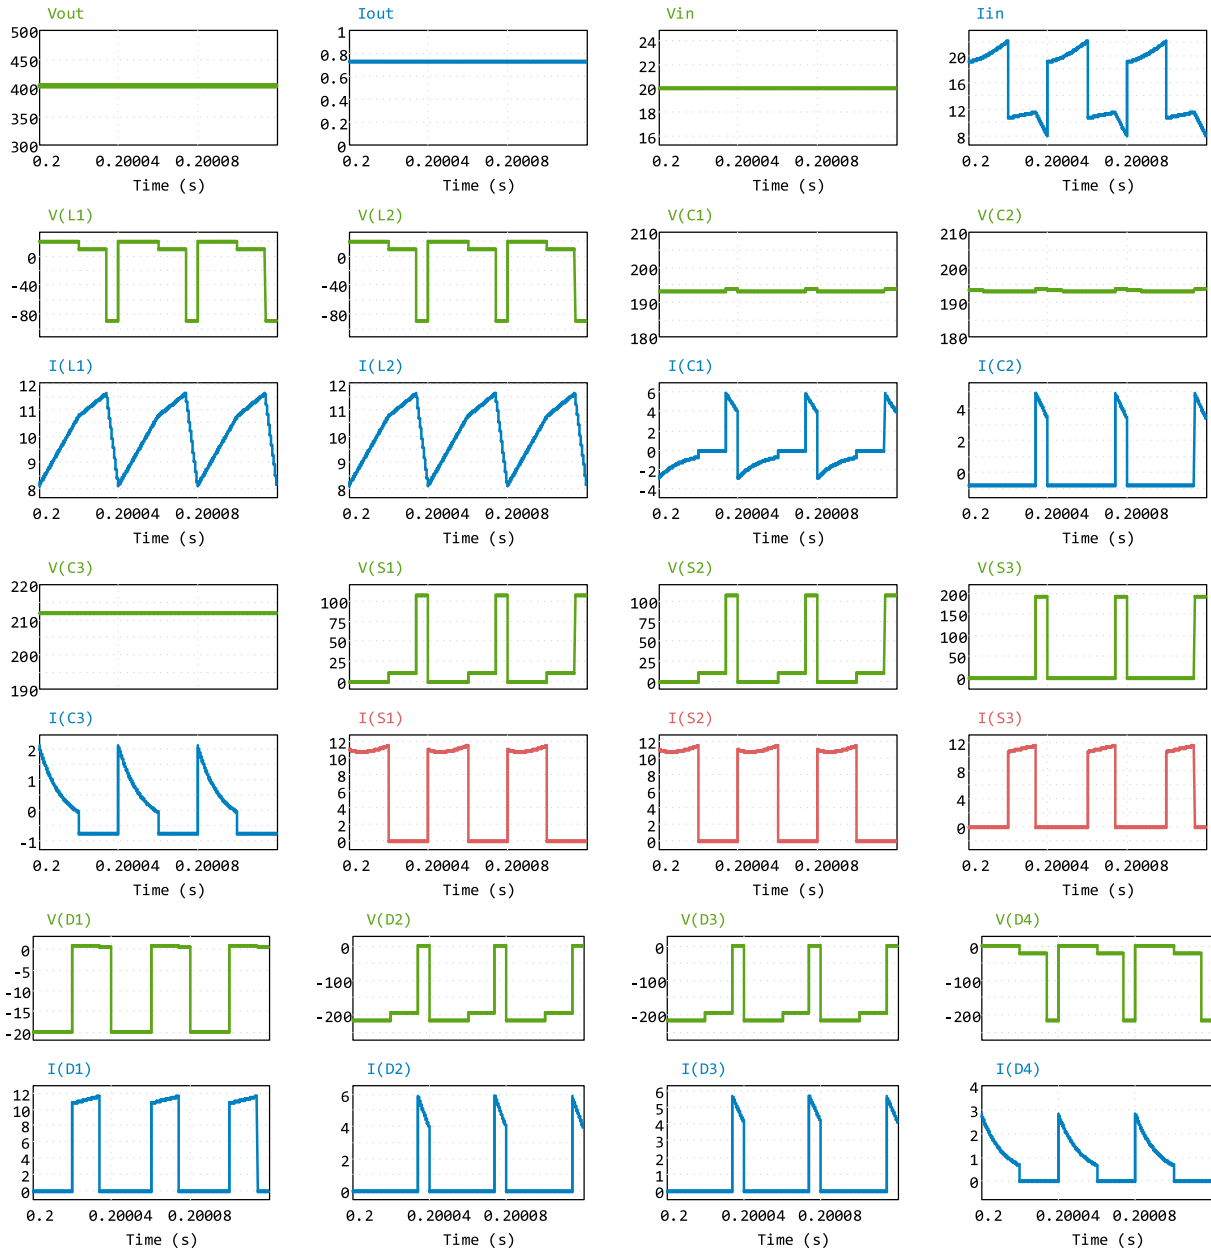 Vout Iout Vin Iin
500 450 400 350 300
1 0.8 0.6 0.4 0.2 0
24 22 20 18 16
20 16 12 8
0.2 0.20004 0.20008 0.2 0.20004 0.20008 0.2 0.20004 0.20008 0.2 0.20004 0.20008
Time (s) Time (s) Time (s) Time (s)
V(L1) V(L2) V(C1) V(C2)
0 -40 -80
0 -40 -80
210 200 190 180
210 200 190 180
I(L1) I(L2) I(C1) I(C2)
12 11 10 9 8
12 11 10 9 8
6 4 2 0 -2 -4
4 2 0
0.2 0.20004 0.20008 0.2 0.20004 0.20008 0.2 0.20004 0.20008 0.2 0.20004 0.20008
Time (s) Time (s) Time (s) Time (s)
V(C3) V(S1) V(S2) V(S3)
220 210 200 190
100 75 50 25 0
100 75 50 25 0
200 150 100 50 0
I(C3) I(S1) I(S2) I(S3)
2 1 0 -1
12 10 8 6 4 2 0
12 10 8 6 4 2 0
12 8 4 0
0.2 0.20004 0.20008 0.2 0.20004 0.20008 0.2 0.20004 0.20008 0.2 0.20004 0.20008
Time (s) Time (s) Time (s) Time (s)
V(D1) V(D2) V(D3) V(D4)
0 -5 -10 -15 -20
0 -100 -200
0 -100 -200
0 -100 -200
I(D1) I(D2) I(D3) I(D4)
12 10 8 6 4 2 0
6 4 2 0
6 5 4 3 2 1 0
4 3 2 1 0
0.2 0.20004 0.20008 0.2 0.20004 0.20008 0.2 0.20004 0.20008 0.2 0.20004 0.20008
Time (s) Time (s) Time (s) Time (s)